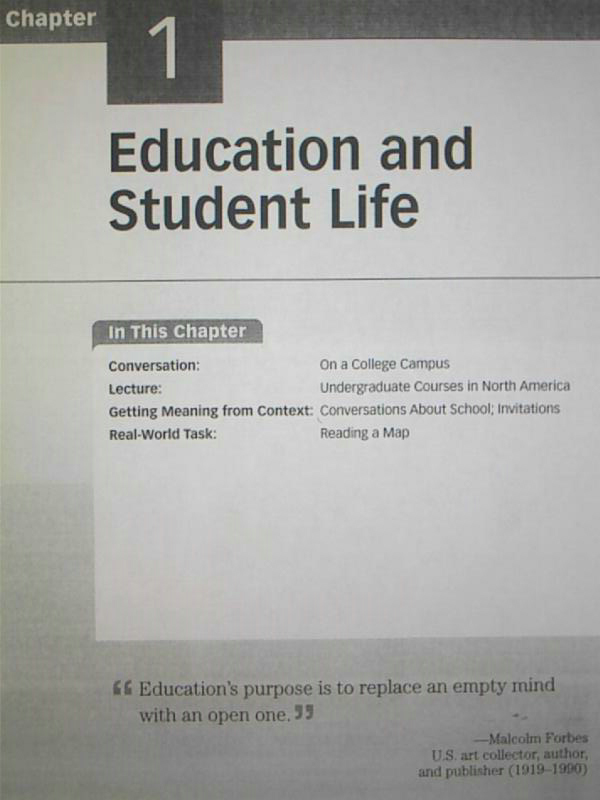 Chapter 1
Education and
Student Life
In This Chapter
Conversation: On a College Campus
Lecture: Undergraduate Courses in North America
Getting Meaning from Context: Conversations About School; Invitations
Real-World Task: Reading a Map
“Education's purpose is to replace an empty mind
with an open one.”
—Malcolm Forbes
U.S. art collector, author,
and publisher (1919–1990)